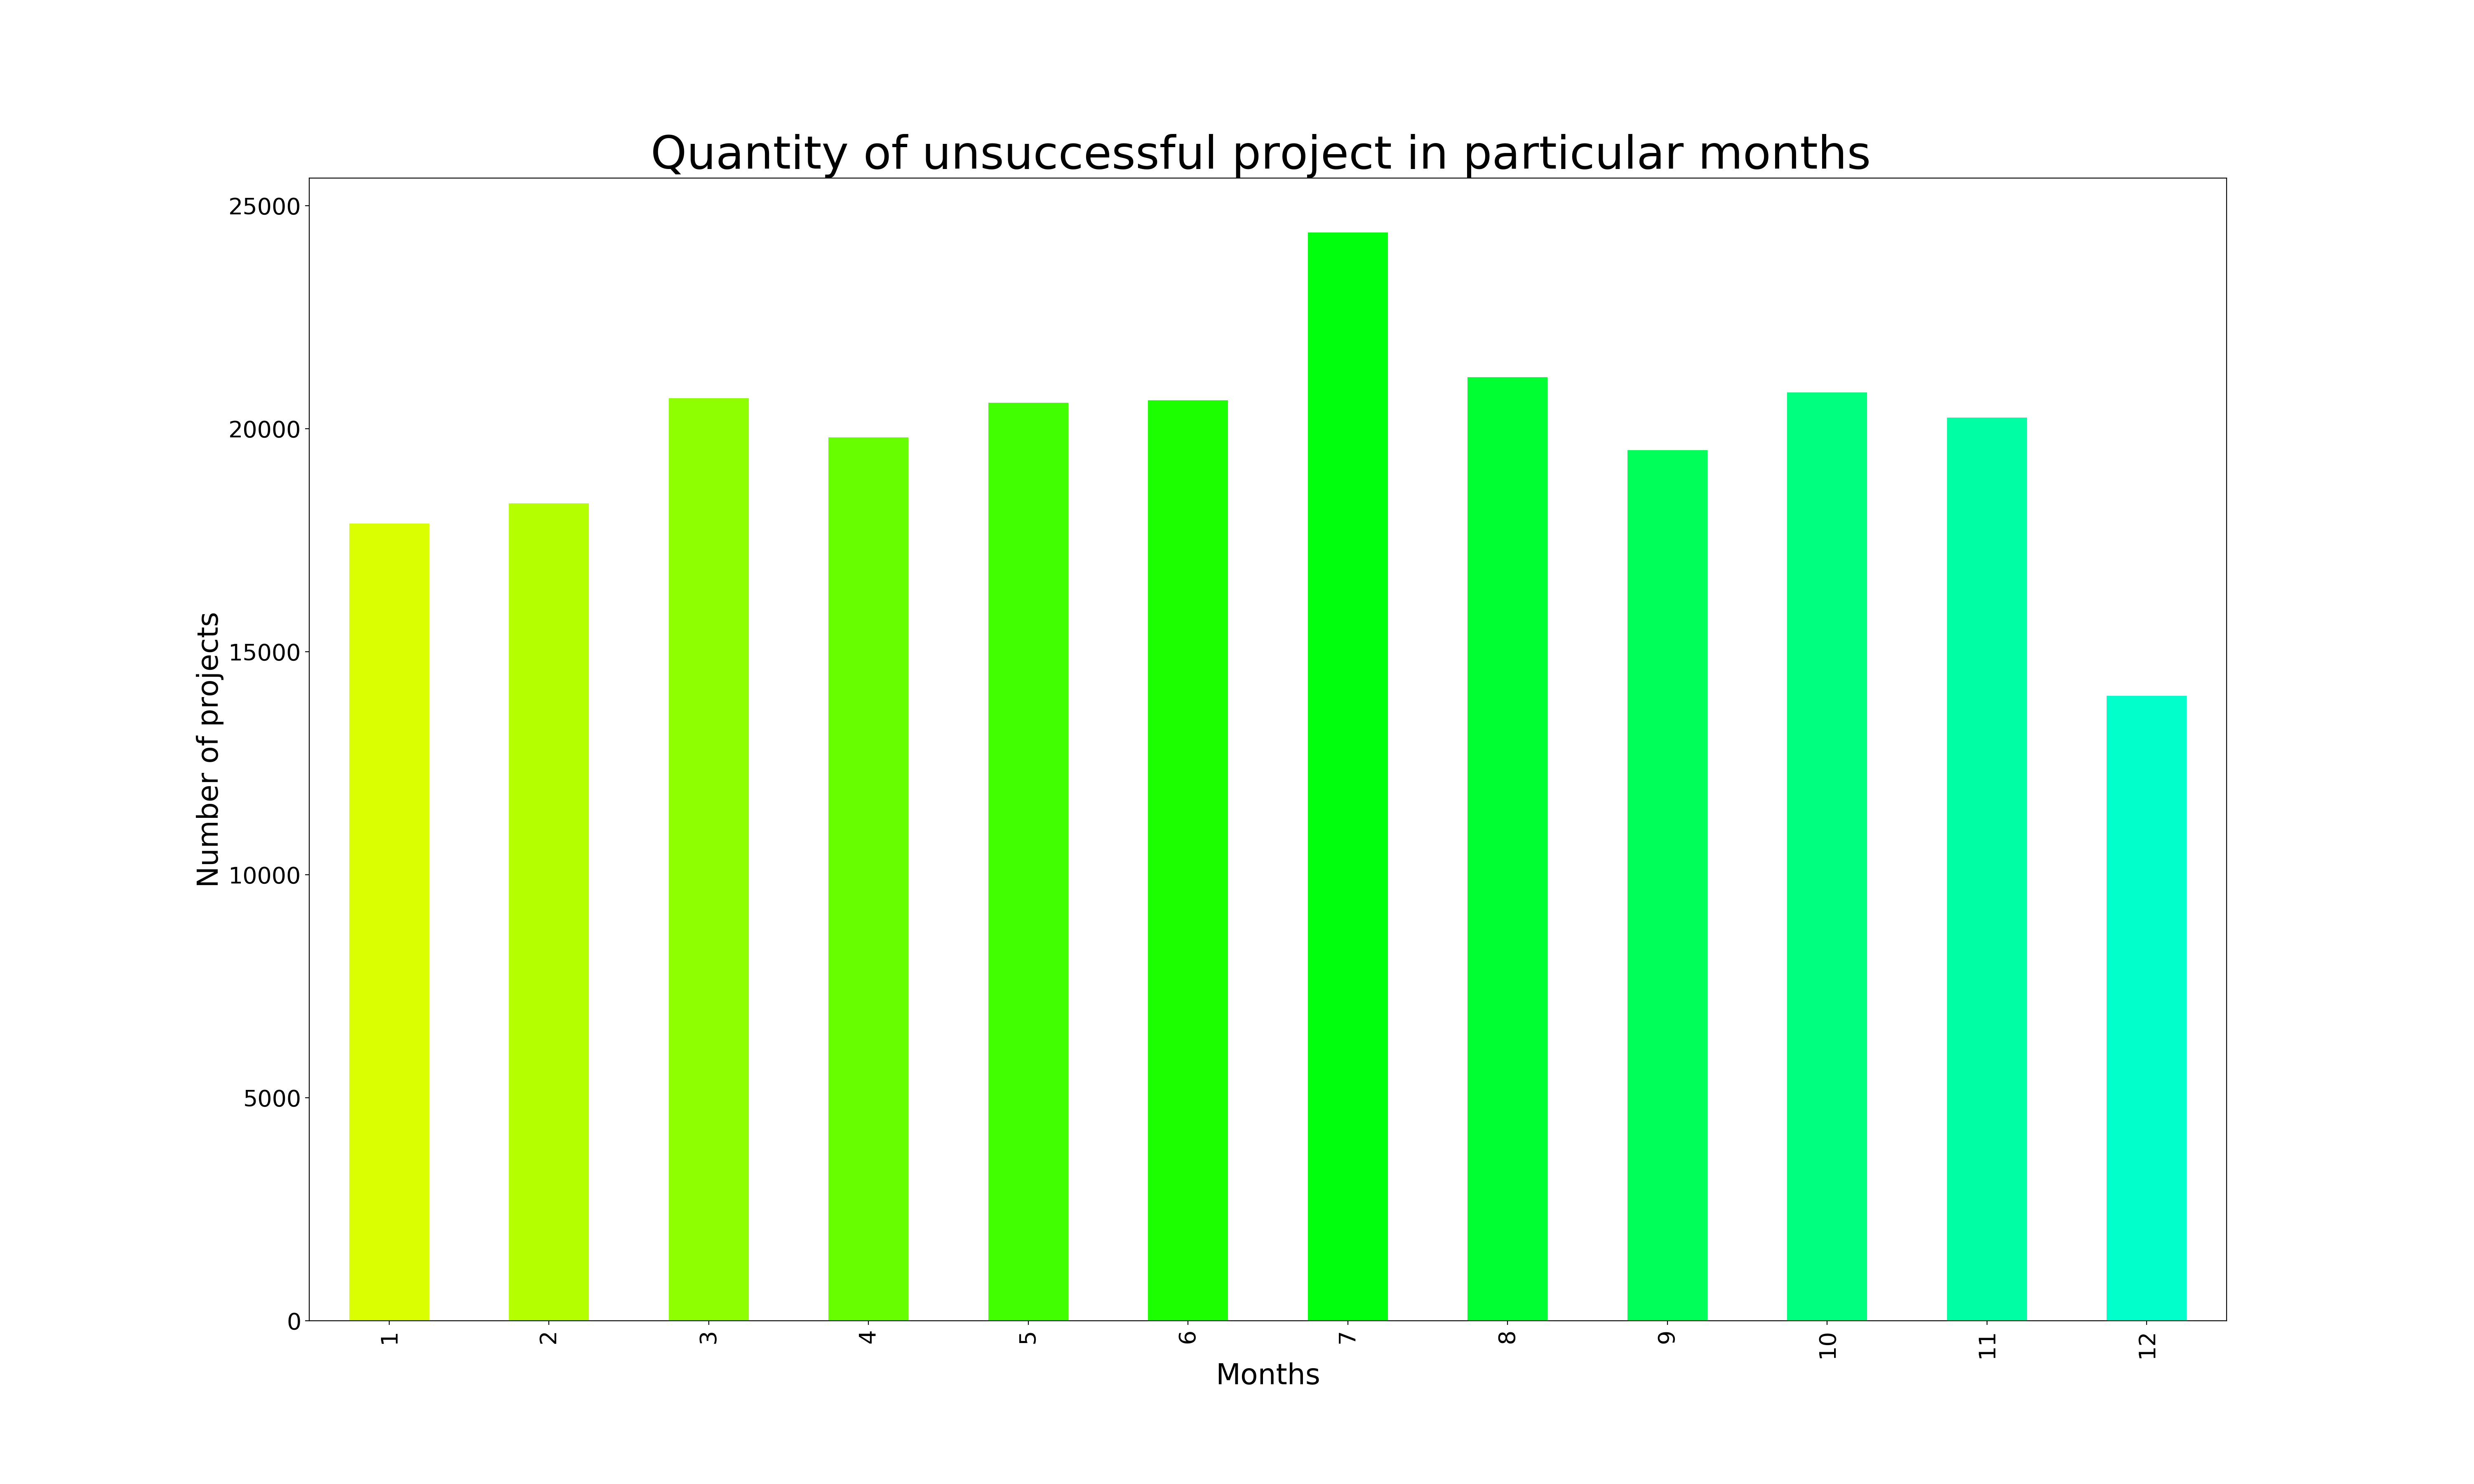 Quantity of unsuccessful project in particular months
25000
20000
15000
10000
5000
0
Number of projects
1 2 3 4 5 6 7 8 9 10 11 12
Months